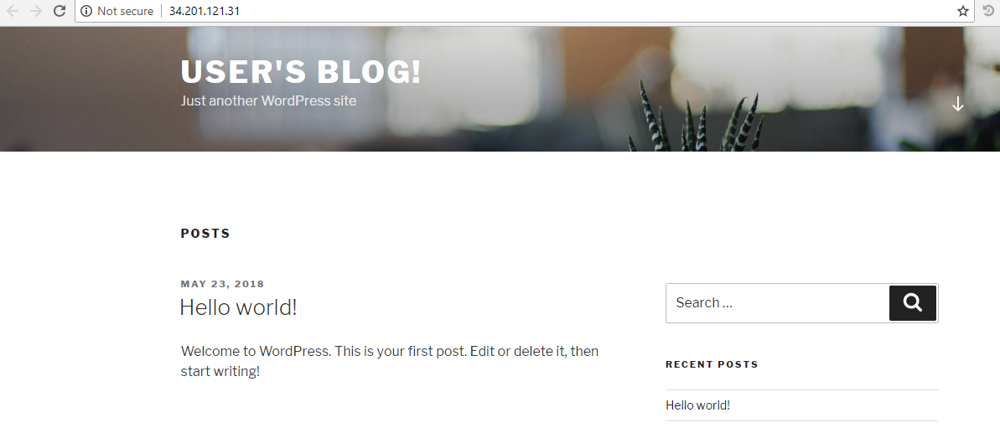 Not secure 34.201.121.31
USER'S BLOG!
Just another WordPress site
POSTS
MAY 23, 2018
Hello world!
Welcome to WordPress. This is your first post. Edit or delete it, then
start writing!
Search …
RECENT POSTS
Hello world!